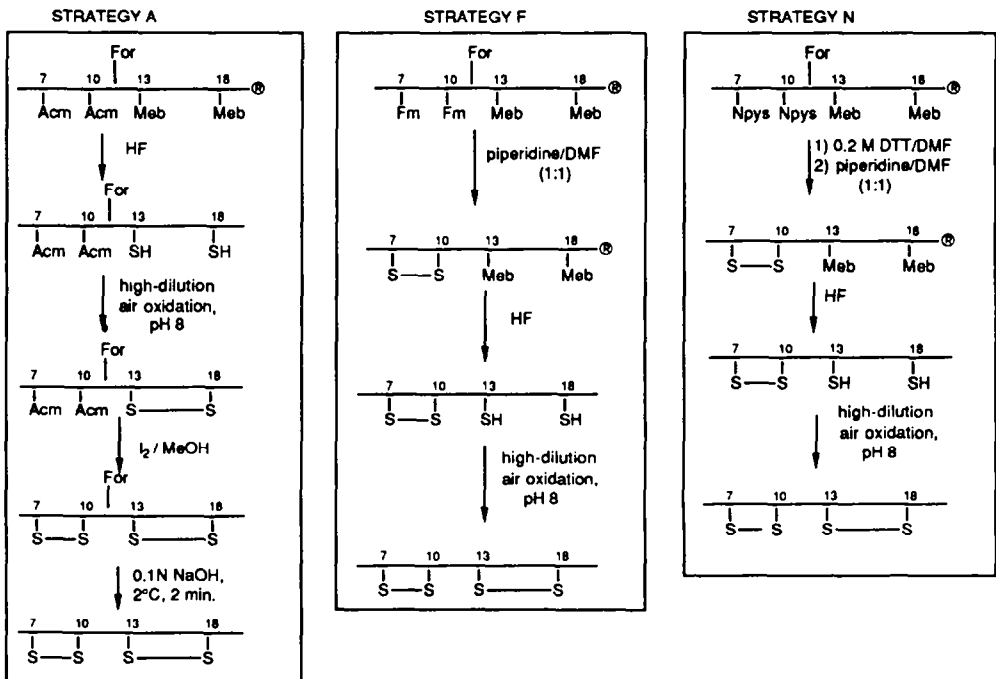 STRATEGY A
For
7 10 13 18
Ⓡ
Acm Acm Meb Meb
HF
For
7 10 13 18
Acm Acm SH SH
high-dilution
air oxidation,
pH 8
For
7 10 13 18
Acm Acm S S
I₂ / MeOH
For
7 10 13 18
S S S S
0.1N NaOH,
2°C, 2 min.
7 10 13 18
S S S S
STRATEGY F
For
7 10 13 18
Ⓡ
Fm Fm Meb Meb
piperidine/DMF
(1:1)
7 10 13 18
Ⓡ
S S Meb Meb
HF
7 10 13 18
S S SH SH
high-dilution
air oxidation,
pH 8
7 10 13 18
S S S S
STRATEGY N
For
7 10 13 18
Ⓡ
Npys Npys Meb Meb
1) 0.2 M DTT/DMF
2) piperidine/DMF
(1:1)
7 10 13 18
Ⓡ
S S Meb Meb
HF
7 10 13 18
S S SH SH
high-dilution
air oxidation,
pH 8
7 10 13 18
S S S S